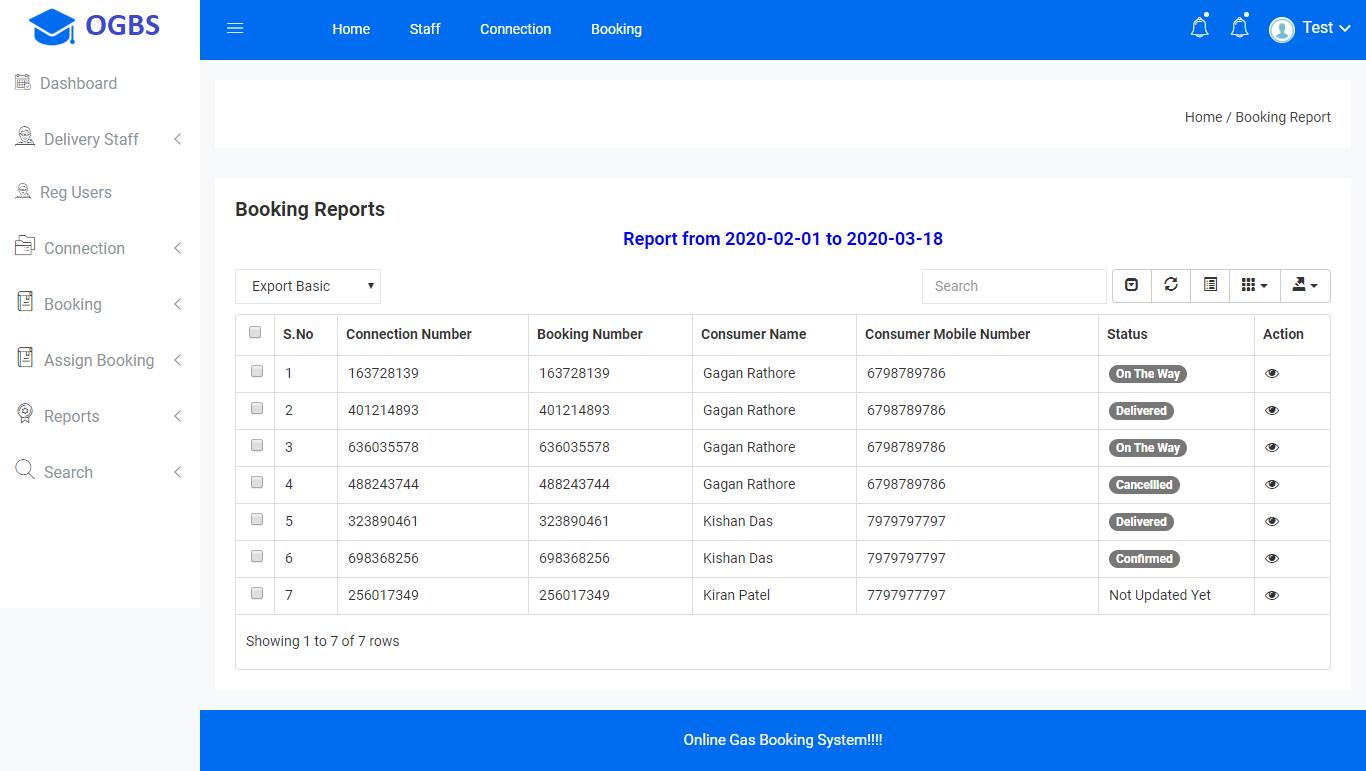 OGBS
Home Staff Connection Booking Test
Dashboard
Delivery Staff
Reg Users
Connection
Booking
Assign Booking
Reports
Search
Home / Booking Report
Booking Reports
Report from 2020-02-01 to 2020-03-18
Export Basic Search
S.No Connection Number Booking Number Consumer Name Consumer Mobile Number Status Action
1 163728139 163728139 Gagan Rathore 6798789786 On The Way
2 401214893 401214893 Gagan Rathore 6798789786 Delivered
3 636035578 636035578 Gagan Rathore 6798789786 On The Way
4 488243744 488243744 Gagan Rathore 6798789786 Cancellled
5 323890461 323890461 Kishan Das 7979797797 Delivered
6 698368256 698368256 Kishan Das 7979797797 Confirmed
7 256017349 256017349 Kiran Patel 7797977797 Not Updated Yet
Showing 1 to 7 of 7 rows
Online Gas Booking System!!!!